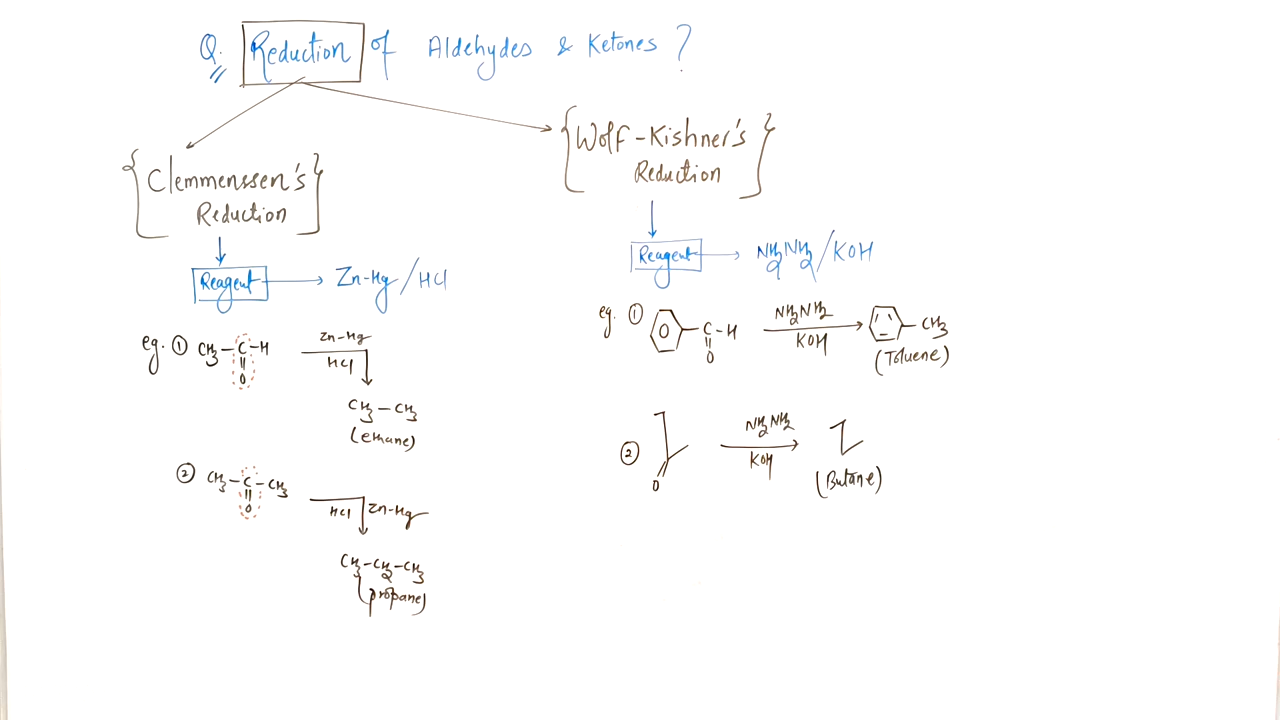 Q. Reduction of Aldehydes & Ketones ?
{Clemmenssen's
Reduction}
Reagent → Zn-Hg / HCl
eg. ① CH3-C-H
||
O
Zn-Hg
HCl
CH3-CH3
(ethane)
② CH3-C-CH3
||
O
HCl Zn-Hg
CH3-CH2-CH3
(propane)
{Wolf-Kishner's
Reduction}
Reagent → NH2NH2 / KOH
eg. ① C-H
||
O
NH2NH2
KOH
CH3
(Toluene)
② O
NH2NH2
KOH
(Butane)